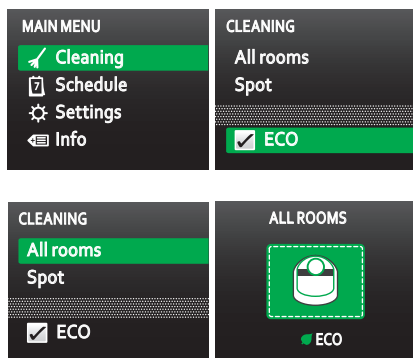 MAIN MENU
Cleaning
7 Schedule
Settings
Info
CLEANING
All rooms
Spot
ECO
CLEANING
All rooms
Spot
ECO
ALL ROOMS
ECO